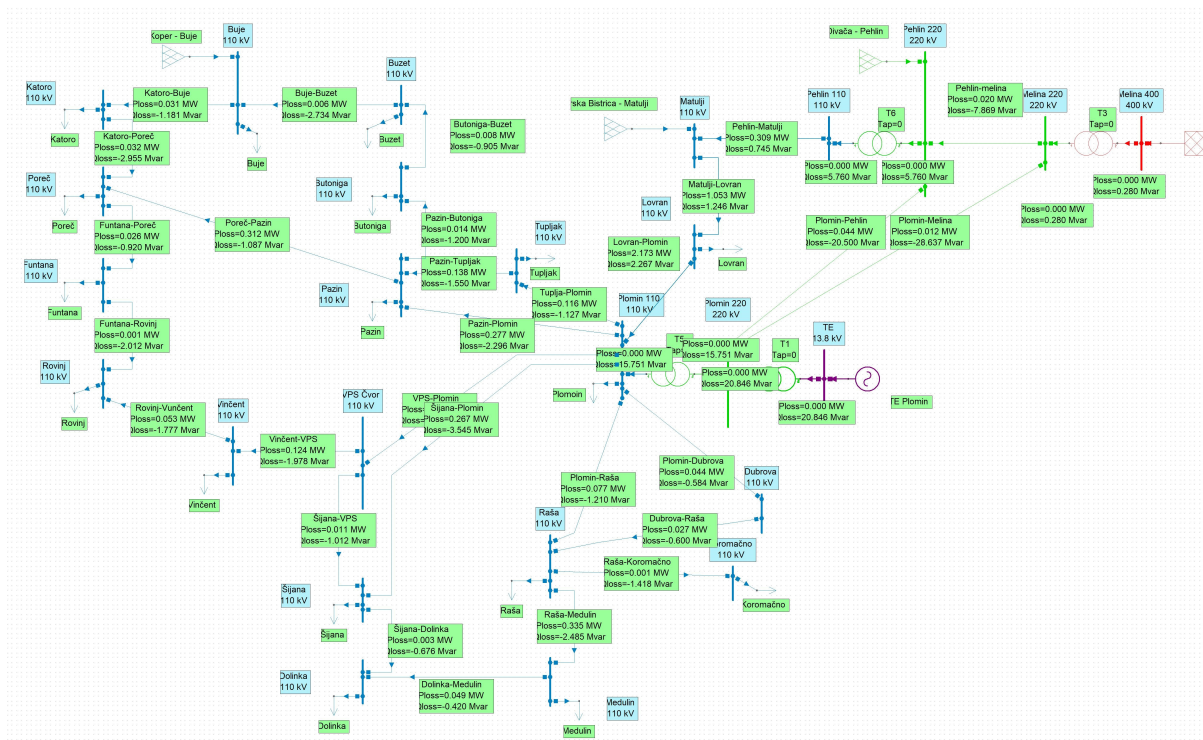 Koper - Buje
Buje
110 kV
Katoro
110 kV
Katoro-Buje
Ploss=0.031 MW
Qloss=-1.181 Mvar
Buje-Buzet
Ploss=0.006 MW
Qloss=-2.734 Mvar
Buzet
110 kV
Katoro
Buje
Buzet
Butoniga-Buzet
Ploss=0.008 MW
Qloss=-0.905 Mvar
Katoro-Poreč
Ploss=0.032 MW
Qloss=-2.955 Mvar
Poreč
110 kV
Poreč
Butoniga
110 kV
Butoniga
Funtana-Poreč
Ploss=0.026 MW
Qloss=-0.920 Mvar
Poreč-Pazin
Ploss=0.312 MW
Qloss=-1.087 Mvar
Pazin-Butoniga
Ploss=0.014 MW
Qloss=-1.200 Mvar
Pazin-Tupljak
Ploss=0.138 MW
Qloss=-1.550 Mvar
Tupljak
110 kV
Tupljak
Funtana
110 kV
Funtana
Pazin
110 kV
Pazin
Tuplja-Plomin
Ploss=0.116 MW
Qloss=-1.127 Mvar
Pazin-Plomin
Ploss=0.277 MW
Qloss=-2.296 Mvar
Funtana-Rovinj
Ploss=0.001 MW
Qloss=-2.012 Mvar
Rovinj
110 kV
Rovinj
Rovinj-Vunčent
Ploss=0.053 MW
Qloss=-1.777 Mvar
Vinčent
110 kV
Vinčent
Vinčent-VPS
Ploss=0.124 MW
Qloss=-1.978 Mvar
VPS Čvor
110 kV
VPS-Plomin
Šijana-Plomin
Ploss=0.267 MW
Qloss=-3.545 Mvar
Šijana-VPS
Ploss=0.011 MW
Qloss=-1.012 Mvar
Šijana
110 kV
Šijana
Šijana-Dolinka
Ploss=0.003 MW
Qloss=-0.676 Mvar
Dolinka
110 kV
Dolinka
Dolinka-Medulin
Ploss=0.049 MW
Qloss=-0.420 Mvar
Medulin
110 kV
Medulin
Raša-Medulin
Ploss=0.335 MW
Qloss=-2.485 Mvar
Raša
110 kV
Raša
Raša-Koromačno
Ploss=0.001 MW
Qloss=-1.418 Mvar
Koromačno
110 kV
Koromačno
Dubrova-Raša
Ploss=0.027 MW
Qloss=-0.600 Mvar
Dubrova
110 kV
Plomin-Dubrova
Ploss=0.044 MW
Qloss=-0.584 Mvar
Plomin-Raša
Ploss=0.077 MW
Qloss=-1.210 Mvar
Plomoin
Plomin 110
110 kV
Ploss=0.000 MW
Qloss=15.751 Mvar
T5
Ploss=0.000 MW
Qloss=15.751 Mvar
Plomin 220
220 kV
T1
Tap=0
Ploss=0.000 MW
Qloss=20.846 Mvar
TE
13.8 kV
Ploss=0.000 MW
Qloss=20.846 Mvar
TE Plomin
Ilirska Bistrica - Matulji
Matulji
110 kV
Pehlin-Matulji
Ploss=0.309 MW
Qloss=0.745 Mvar
Matulji-Lovran
Ploss=1.053 MW
Qloss=1.246 Mvar
Lovran
110 kV
Lovran
Lovran-Plomin
Ploss=2.173 MW
Qloss=2.267 Mvar
Pehlin 110
110 kV
T6
Tap=0
Ploss=0.000 MW
Qloss=5.760 Mvar
Ploss=0.000 MW
Qloss=5.760 Mvar
Divača - Pehlin
Pehlin 220
220 kV
Pehlin-melina
Ploss=0.020 MW
Qloss=-7.869 Mvar
Melina 220
220 kV
T3
Tap=0
Melina 400
400 kV
Ploss=0.000 MW
Qloss=0.280 Mvar
Ploss=0.000 MW
Qloss=0.280 Mvar
Plomin-Pehlin
Ploss=0.044 MW
Qloss=-20.500 Mvar
Plomin-Melina
Ploss=0.012 MW
Qloss=-28.637 Mvar